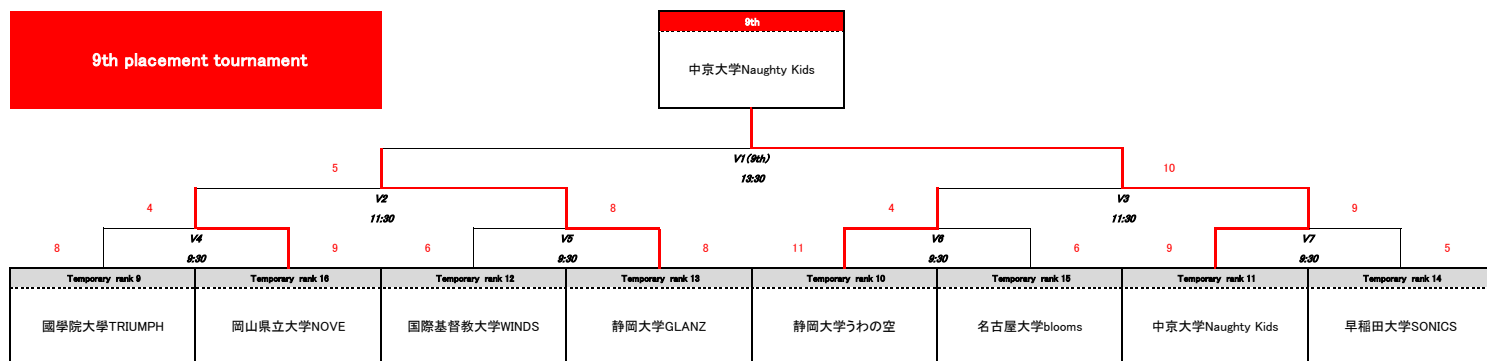 9th
9th placement tournament
中京大学Naughty Kids
V1(9th)
5
10
13:30
V2
V3
4
8
4
9
11:30
11:30
V4
V5
V6
V7
8
9
6
8
11
6
9
5
9:30
9:30
9:30
9:30
Temporary rank 9
Temporary rank 16
Temporary rank 12
Temporary rank 13
Temporary rank 10
Temporary rank 15
Temporary rank 11
Temporary rank 14
國學院大學TRIUMPH
岡山県立大学NOVE
国際基督教大学WINDS
静岡大学GLANZ
静岡大学うわの空
名古屋大学blooms
中京大学Naughty Kids
早稲田大学SONICS